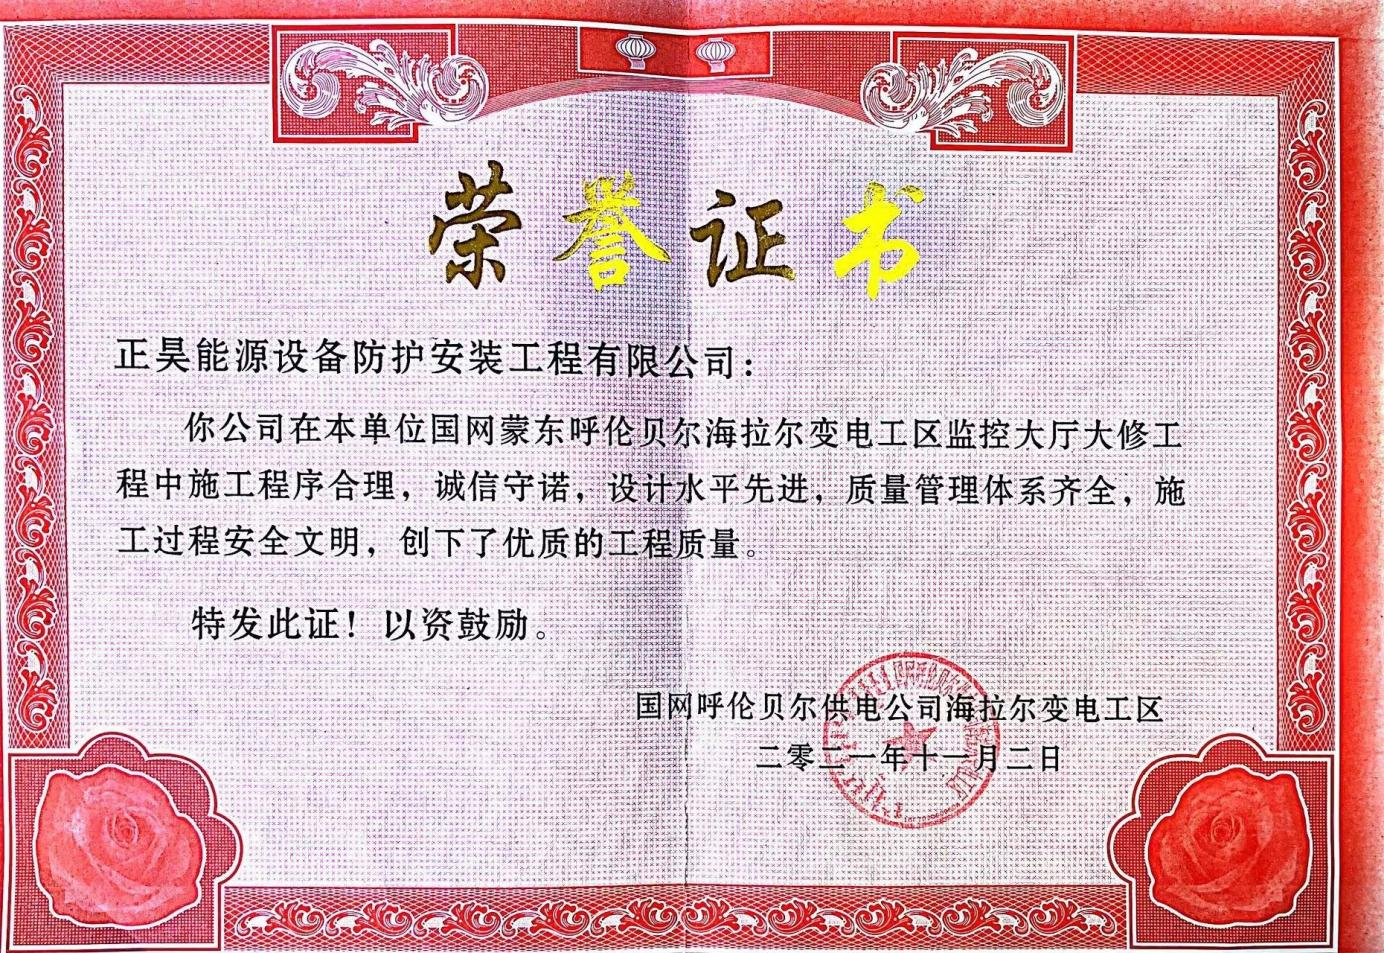 荣誉证书
正昊能源设备防护安装工程有限公司：
你公司在本单位国网蒙东呼伦贝尔海拉尔变电工区监控大厅大修工
程中施工程序合理，诚信守诺，设计水平先进，质量管理体系齐全，施
工过程安全文明，创下了优质的工程质量。
特发此证！以资鼓励。
国网呼伦贝尔供电公司海拉尔变电工区
二零二一年十一月二日